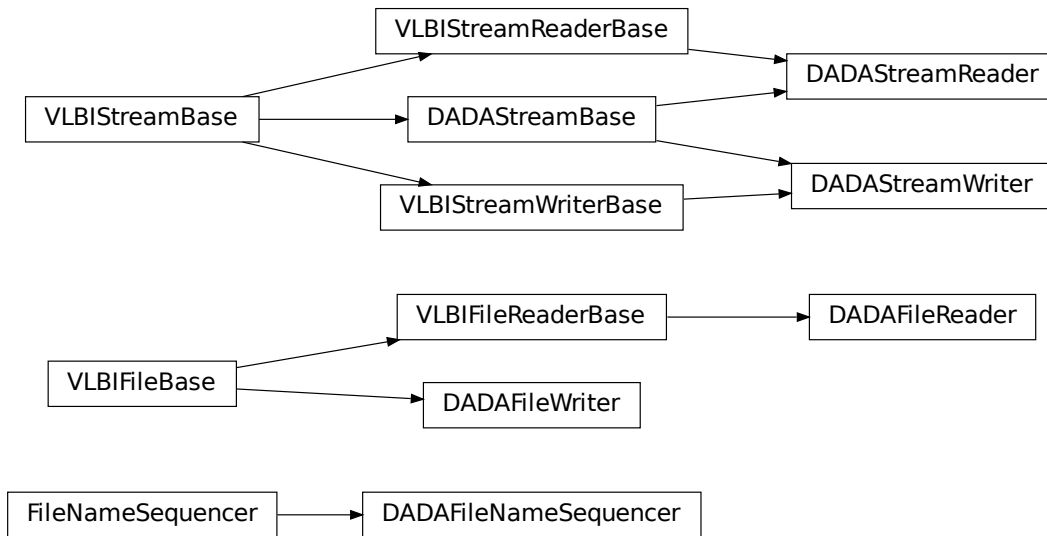 VLBIStreamReaderBase
DADAStreamReader
VLBIStreamBase
DADAStreamBase
DADAStreamWriter
VLBIStreamWriterBase
VLBIFileReaderBase
DADAFileReader
VLBIFileBase
DADAFileWriter
FileNameSequencer
DADAFileNameSequencer